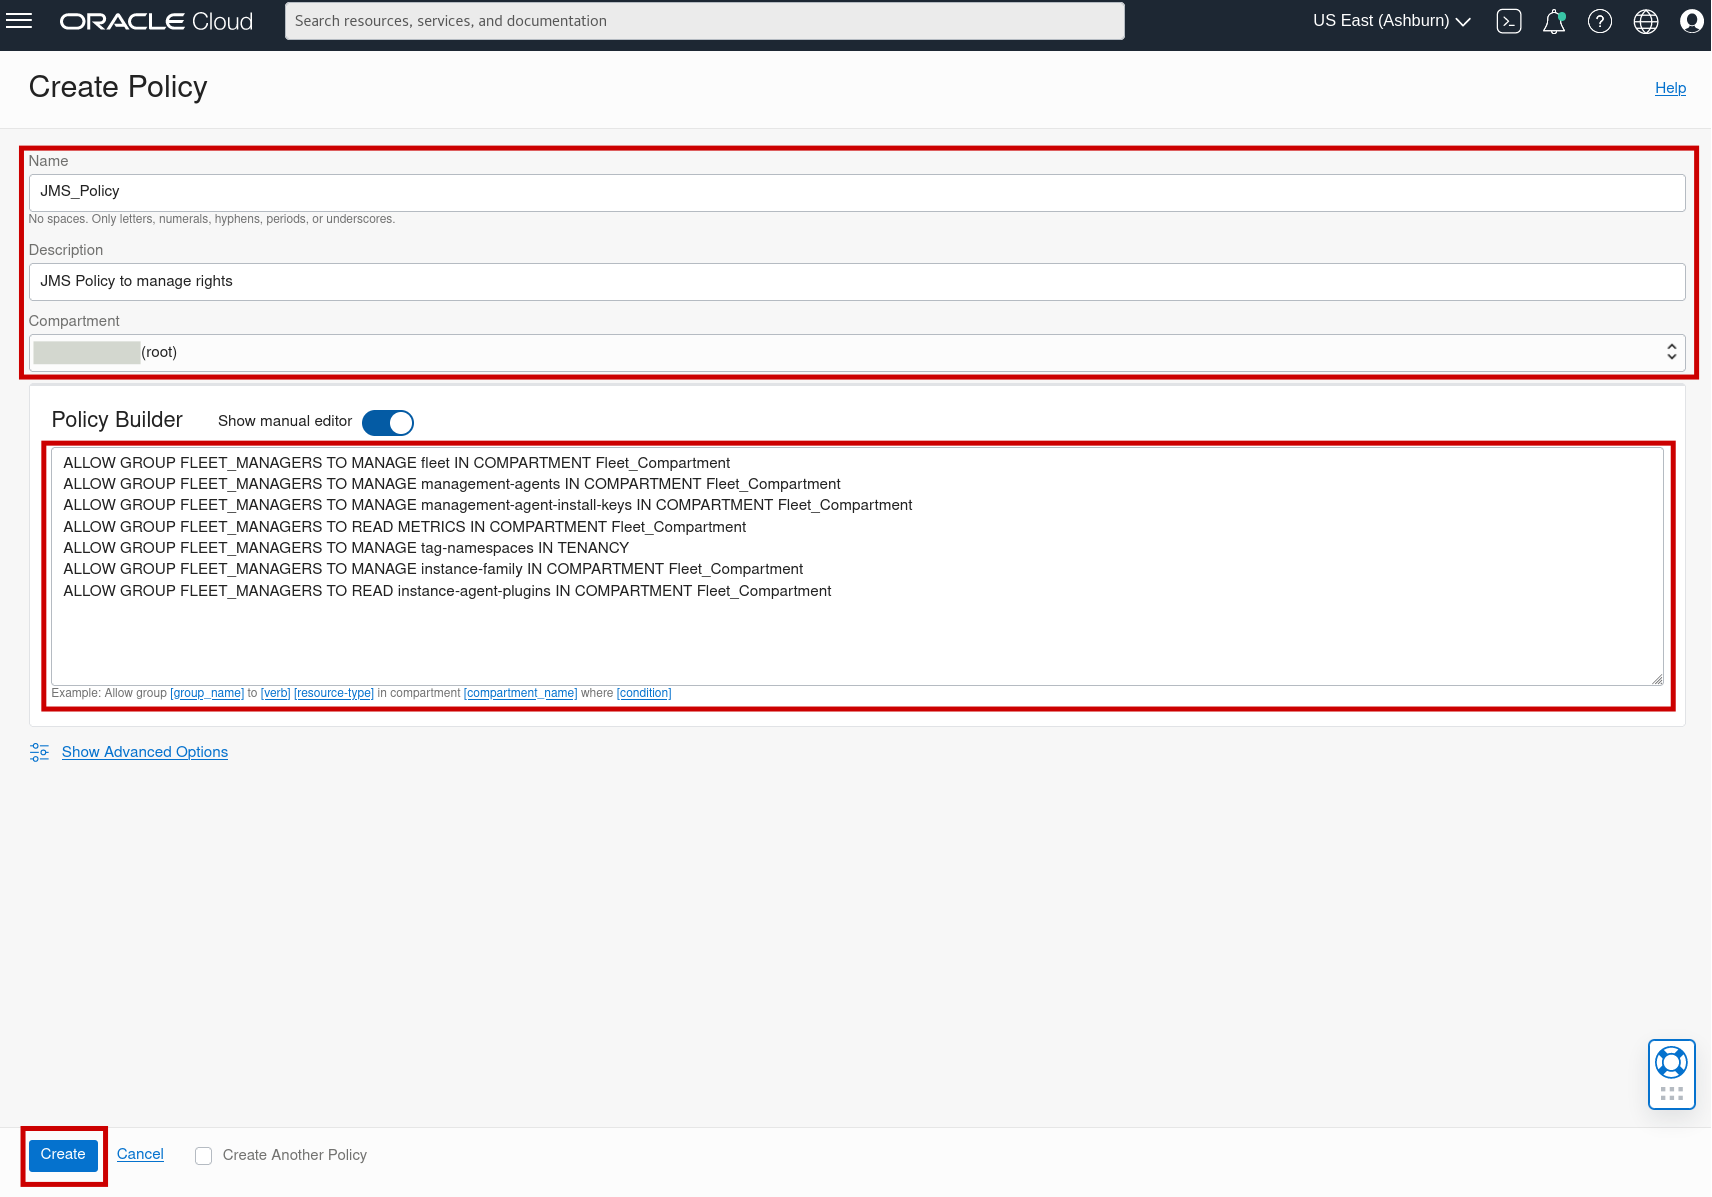 ORACLE Cloud
Search resources, services, and documentation
US East (Ashburn)
Create Policy
Help
Name
JMS_Policy
No spaces. Only letters, numerals, hyphens, periods, or underscores.
Description
JMS Policy to manage rights
Compartment
(root)
Policy Builder
Show manual editor
ALLOW GROUP FLEET_MANAGERS TO MANAGE fleet IN COMPARTMENT Fleet_Compartment
ALLOW GROUP FLEET_MANAGERS TO MANAGE management-agents IN COMPARTMENT Fleet_Compartment
ALLOW GROUP FLEET_MANAGERS TO MANAGE management-agent-install-keys IN COMPARTMENT Fleet_Compartment
ALLOW GROUP FLEET_MANAGERS TO READ METRICS IN COMPARTMENT Fleet_Compartment
ALLOW GROUP FLEET_MANAGERS TO MANAGE tag-namespaces IN TENANCY
ALLOW GROUP FLEET_MANAGERS TO MANAGE instance-family IN COMPARTMENT Fleet_Compartment
ALLOW GROUP FLEET_MANAGERS TO READ instance-agent-plugins IN COMPARTMENT Fleet_Compartment
Example: Allow group [group_name] to [verb] [resource-type] in compartment [compartment_name] where [condition]
Show Advanced Options
Create
Cancel
Create Another Policy